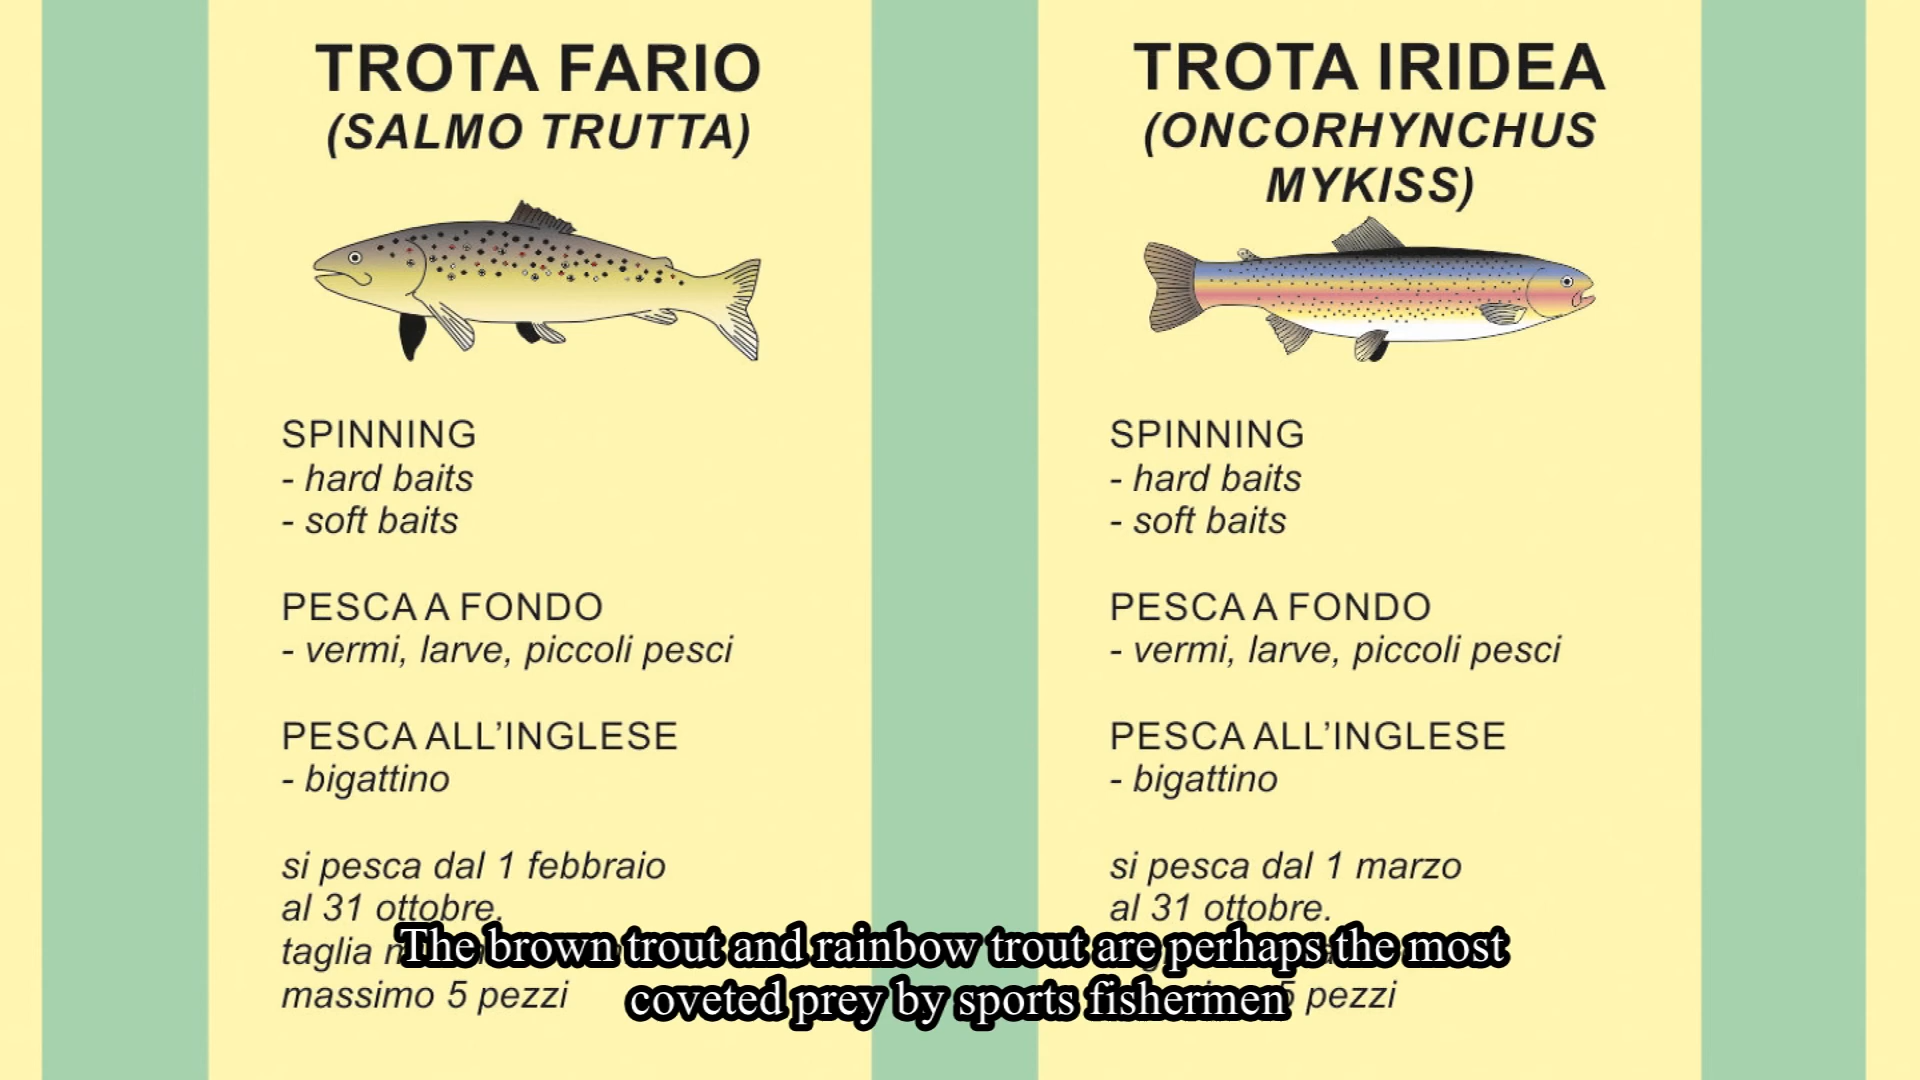 TROTA FARIO
(SALMO TRUTTA)
SPINNING
- hard baits
- soft baits
PESCA A FONDO
- vermi, larve, piccoli pesci
PESCA ALL'INGLESE
- bigattino
si pesca dal 1 febbraio
al 31 ottobre.
taglia
massimo 5 pezzi
TROTA IRIDEA
(ONCORHYNCHUS
MYKISS)
SPINNING
- hard baits
- soft baits
PESCA A FONDO
- vermi, larve, piccoli pesci
PESCA ALL'INGLESE
- bigattino
si pesca dal 1 marzo
al 31 ottobre.
5 pezzi
The brown trout and rainbow trout are perhaps the most
coveted prey by sports fishermen